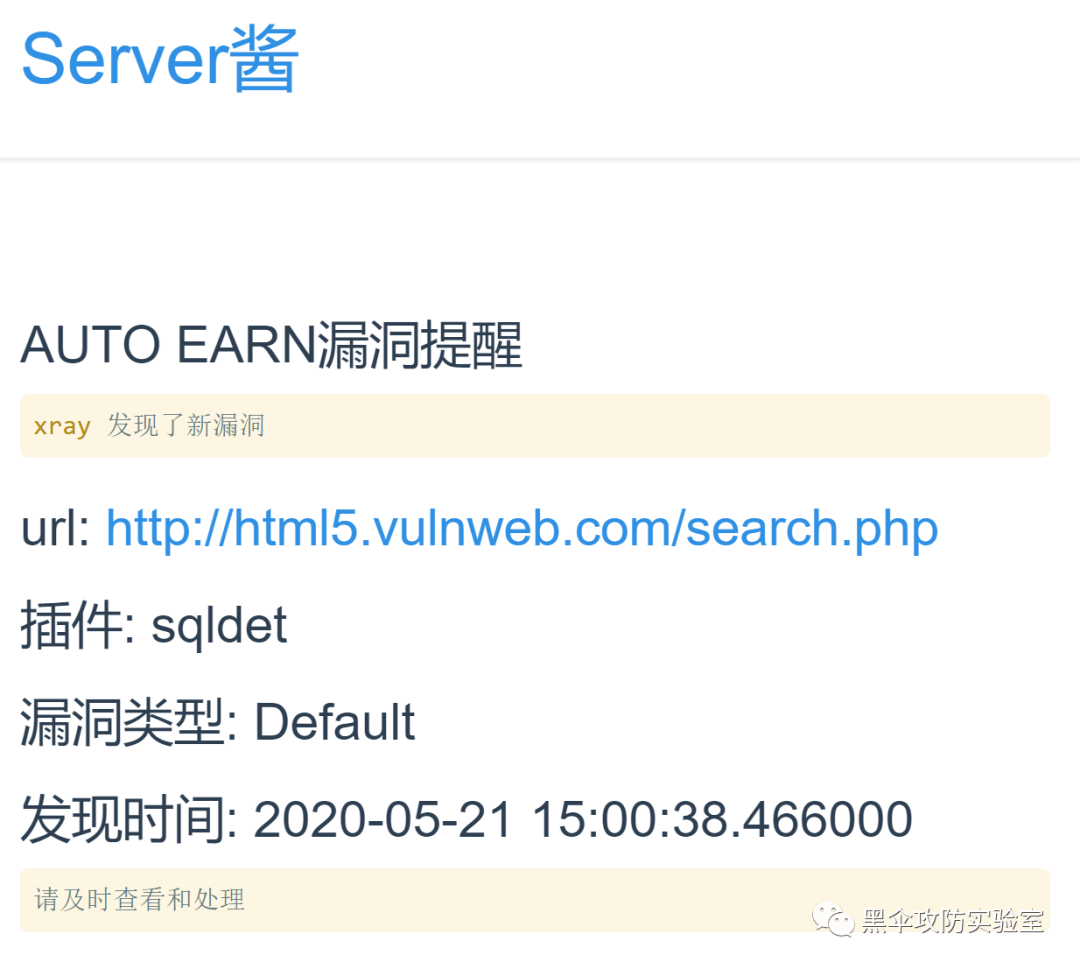 Server酱
AUTO EARN漏洞提醒
xray 发现了新漏洞
url: http://html5.vulnweb.com/search.php
插件: sqldet
漏洞类型: Default
发现时间: 2020-05-21 15:00:38.466000
请及时查看和处理
黑伞攻防实验室